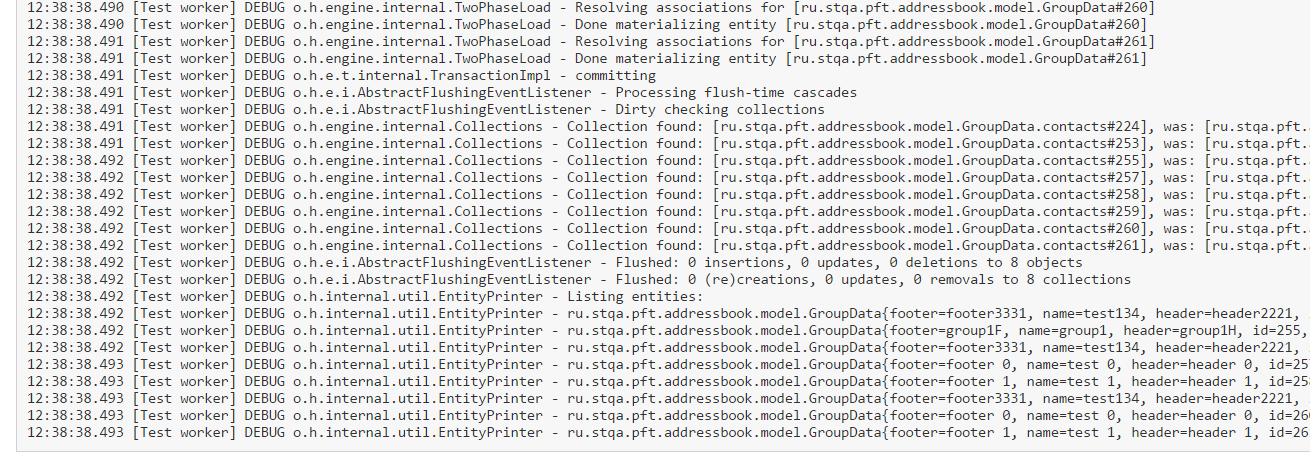 12:38:38.490 [Test worker] DEBUG o.h.engine.internal.TwoPhaseLoad - Resolving associations for [ru.stqa.pft.addressbook.model.GroupData#260]
12:38:38.490 [Test worker] DEBUG o.h.engine.internal.TwoPhaseLoad - Done materializing entity [ru.stqa.pft.addressbook.model.GroupData#260]
12:38:38.491 [Test worker] DEBUG o.h.engine.internal.TwoPhaseLoad - Resolving associations for [ru.stqa.pft.addressbook.model.GroupData#261]
12:38:38.491 [Test worker] DEBUG o.h.engine.internal.TwoPhaseLoad - Done materializing entity [ru.stqa.pft.addressbook.model.GroupData#261]
12:38:38.491 [Test worker] DEBUG o.h.e.t.internal.TransactionImpl - committing
12:38:38.491 [Test worker] DEBUG o.h.e.i.AbstractFlushingEventListener - Processing flush-time cascades
12:38:38.491 [Test worker] DEBUG o.h.e.i.AbstractFlushingEventListener - Dirty checking collections
12:38:38.491 [Test worker] DEBUG o.h.engine.internal.Collections - Collection found: [ru.stqa.pft.addressbook.model.GroupData.contacts#224], was: [ru.stqa.pft.
12:38:38.491 [Test worker] DEBUG o.h.engine.internal.Collections - Collection found: [ru.stqa.pft.addressbook.model.GroupData.contacts#253], was: [ru.stqa.pft.
12:38:38.492 [Test worker] DEBUG o.h.engine.internal.Collections - Collection found: [ru.stqa.pft.addressbook.model.GroupData.contacts#255], was: [ru.stqa.pft.
12:38:38.492 [Test worker] DEBUG o.h.engine.internal.Collections - Collection found: [ru.stqa.pft.addressbook.model.GroupData.contacts#257], was: [ru.stqa.pft.
12:38:38.492 [Test worker] DEBUG o.h.engine.internal.Collections - Collection found: [ru.stqa.pft.addressbook.model.GroupData.contacts#258], was: [ru.stqa.pft.
12:38:38.492 [Test worker] DEBUG o.h.engine.internal.Collections - Collection found: [ru.stqa.pft.addressbook.model.GroupData.contacts#259], was: [ru.stqa.pft.
12:38:38.492 [Test worker] DEBUG o.h.engine.internal.Collections - Collection found: [ru.stqa.pft.addressbook.model.GroupData.contacts#260], was: [ru.stqa.pft.
12:38:38.492 [Test worker] DEBUG o.h.engine.internal.Collections - Collection found: [ru.stqa.pft.addressbook.model.GroupData.contacts#261], was: [ru.stqa.pft.
12:38:38.492 [Test worker] DEBUG o.h.e.i.AbstractFlushingEventListener - Flushed: 0 insertions, 0 updates, 0 deletions to 8 objects
12:38:38.492 [Test worker] DEBUG o.h.e.i.AbstractFlushingEventListener - Flushed: 0 (re)creations, 0 updates, 0 removals to 8 collections
12:38:38.492 [Test worker] DEBUG o.h.internal.util.EntityPrinter - Listing entities:
12:38:38.492 [Test worker] DEBUG o.h.internal.util.EntityPrinter - ru.stqa.pft.addressbook.model.GroupData{footer=footer3331, name=test134, header=header2221,
12:38:38.492 [Test worker] DEBUG o.h.internal.util.EntityPrinter - ru.stqa.pft.addressbook.model.GroupData{footer=group1F, name=group1, header=group1H, id=255,
12:38:38.492 [Test worker] DEBUG o.h.internal.util.EntityPrinter - ru.stqa.pft.addressbook.model.GroupData{footer=footer3331, name=test134, header=header2221,
12:38:38.493 [Test worker] DEBUG o.h.internal.util.EntityPrinter - ru.stqa.pft.addressbook.model.GroupData{footer=footer 0, name=test 0, header=header 0, id=257
12:38:38.493 [Test worker] DEBUG o.h.internal.util.EntityPrinter - ru.stqa.pft.addressbook.model.GroupData{footer=footer 1, name=test 1, header=header 1, id=258
12:38:38.493 [Test worker] DEBUG o.h.internal.util.EntityPrinter - ru.stqa.pft.addressbook.model.GroupData{footer=footer3331, name=test134, header=header2221,
12:38:38.493 [Test worker] DEBUG o.h.internal.util.EntityPrinter - ru.stqa.pft.addressbook.model.GroupData{footer=footer 0, name=test 0, header=header 0, id=260
12:38:38.493 [Test worker] DEBUG o.h.internal.util.EntityPrinter - ru.stqa.pft.addressbook.model.GroupData{footer=footer 1, name=test 1, header=header 1, id=26